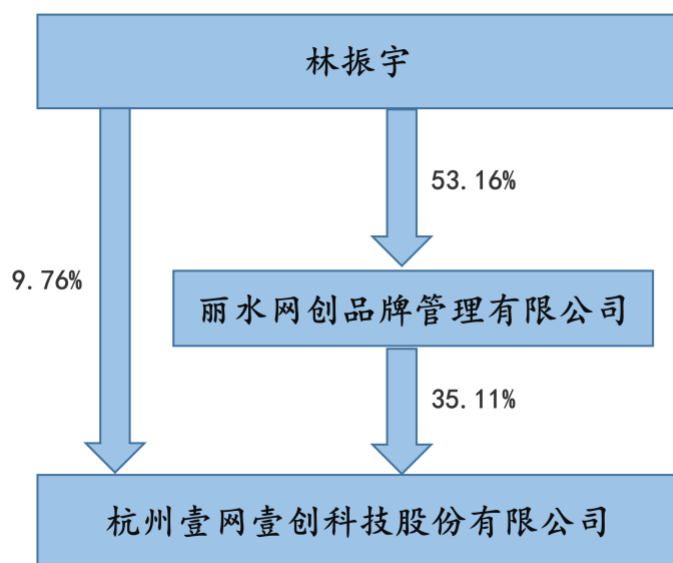 林振宇
53.16%
9.76%
丽水网创品牌管理有限公司
35.11%
杭州壹网壹创科技股份有限公司